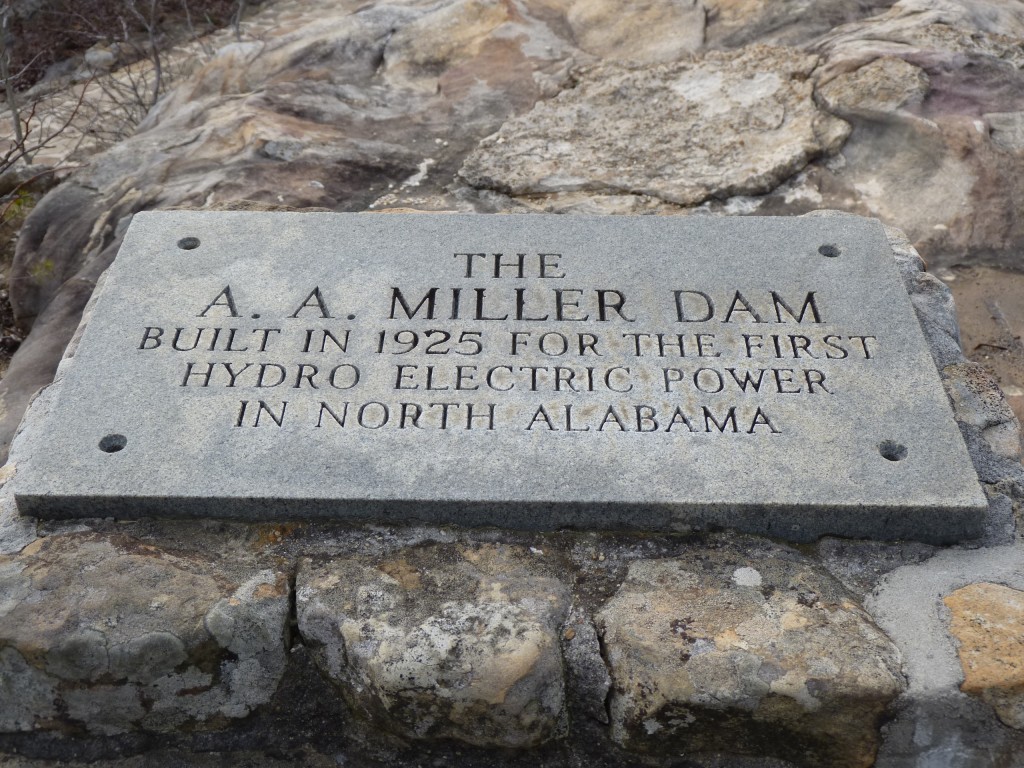 THE
A. A. MILLER DAM
BUILT IN 1925 FOR THE FIRST
HYDRO ELECTRIC POWER
IN NORTH ALABAMA